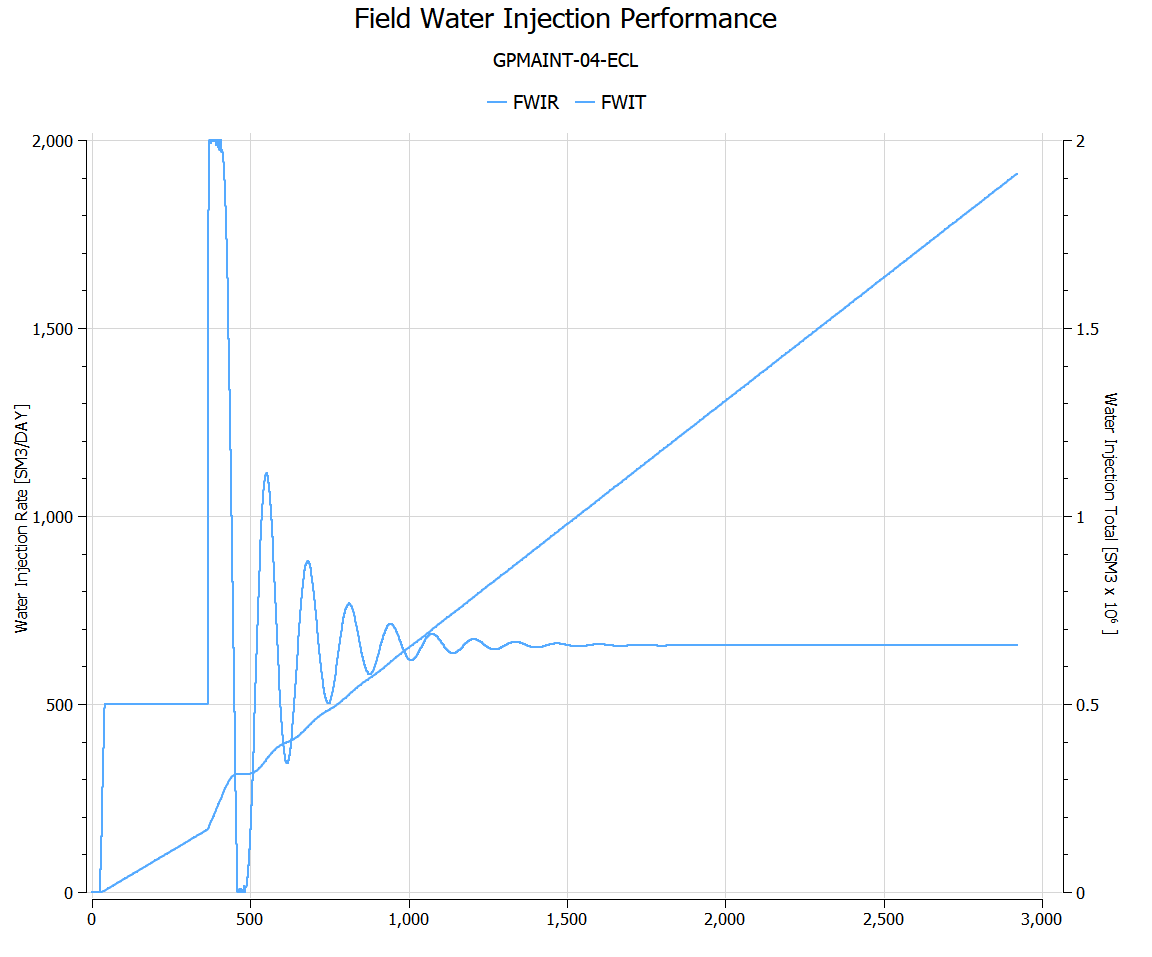 Field Water Injection Performance
GPMAINT-04-ECL
FWIR FWIT
2,000
1,500
1,000
500
0
Water Injection Rate [SM3/DAY]
2
1.5
1
0.5
0
Water Injection Total [SM3 x 10⁶ ]
0 500 1,000 1,500 2,000 2,500 3,000